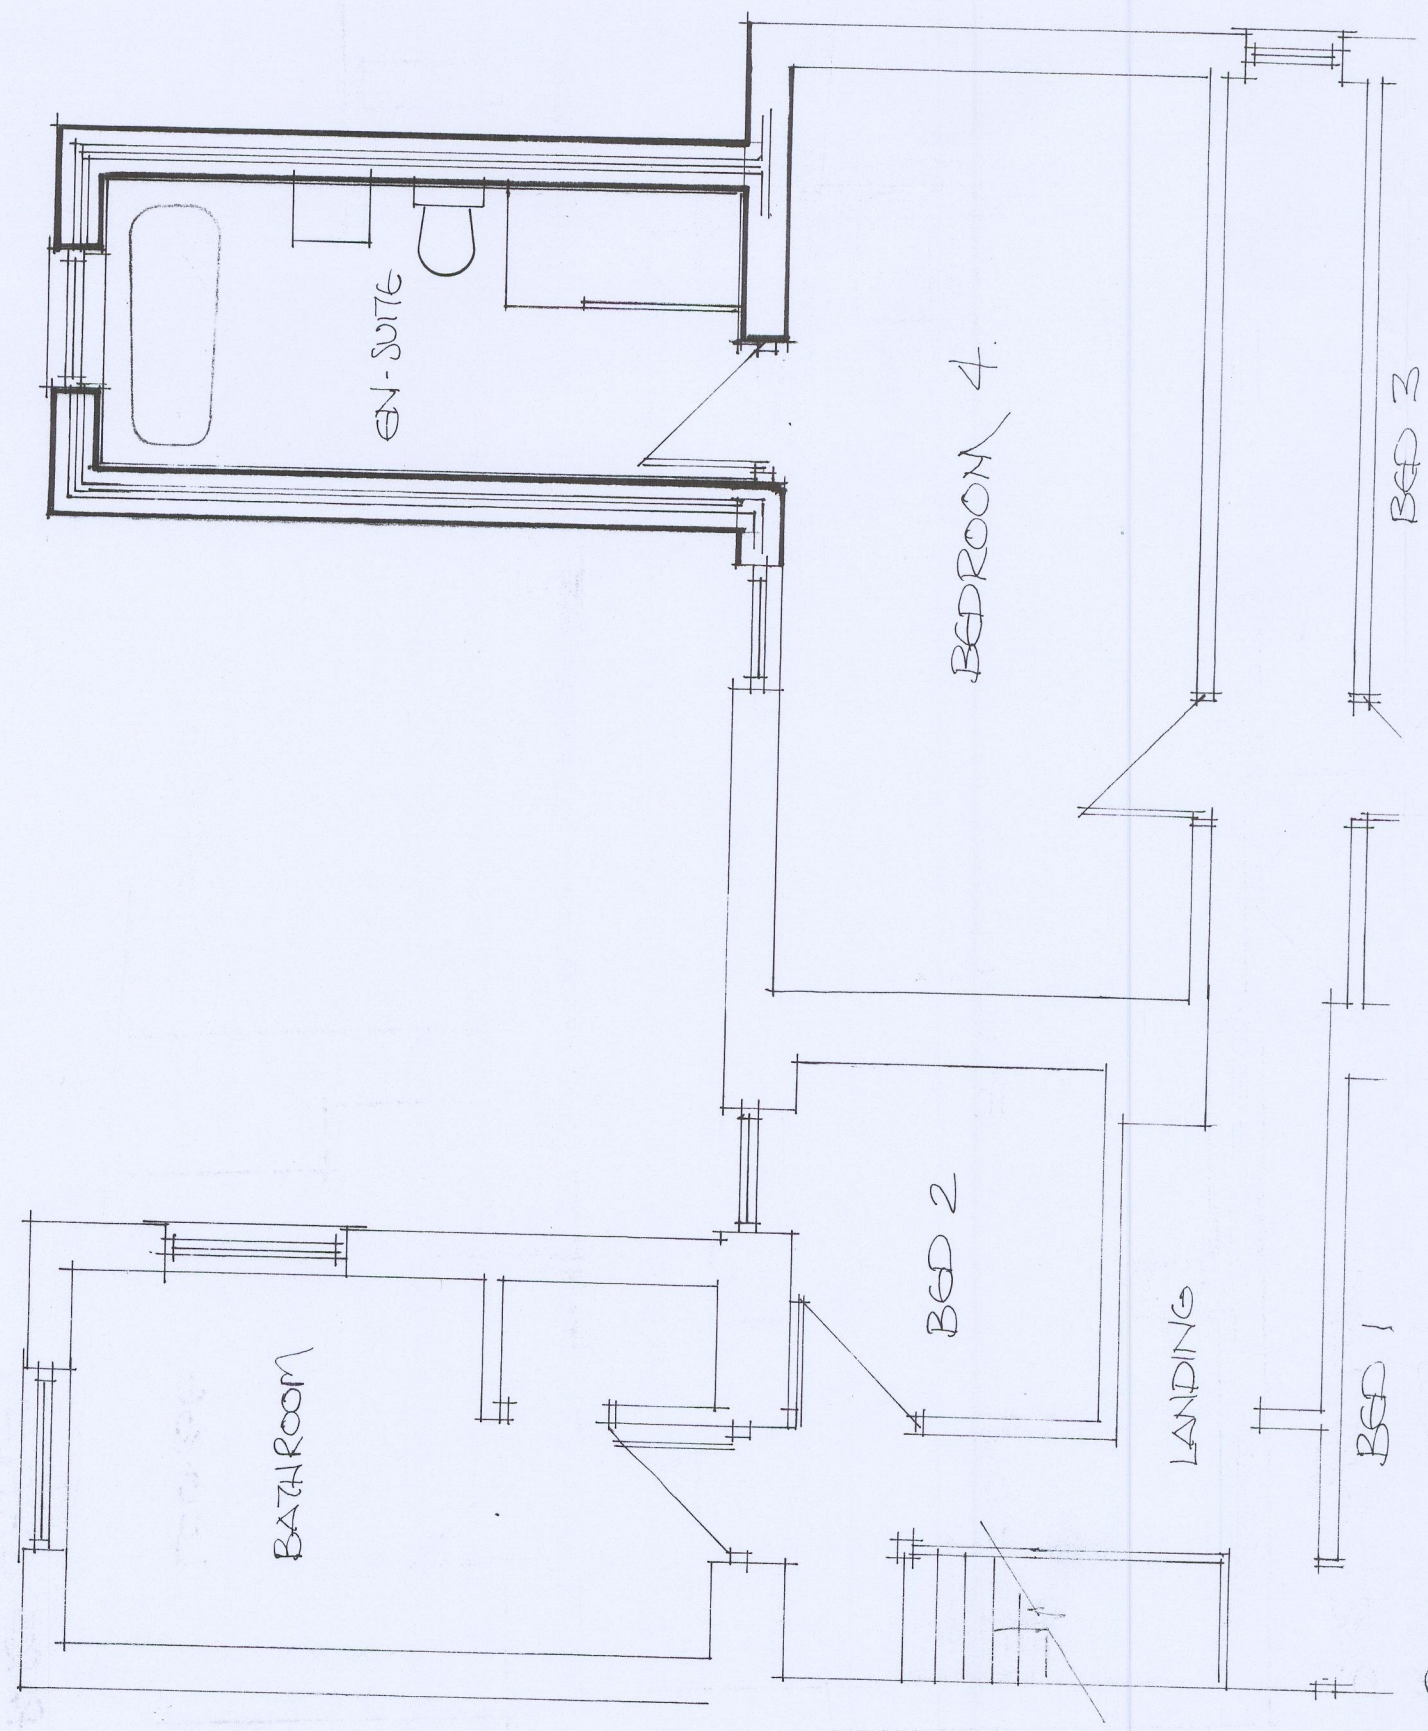 EN-SUITE
BEDROOM 4.
BED 3
BED 2
BATHROOM
LANDING
BED 1